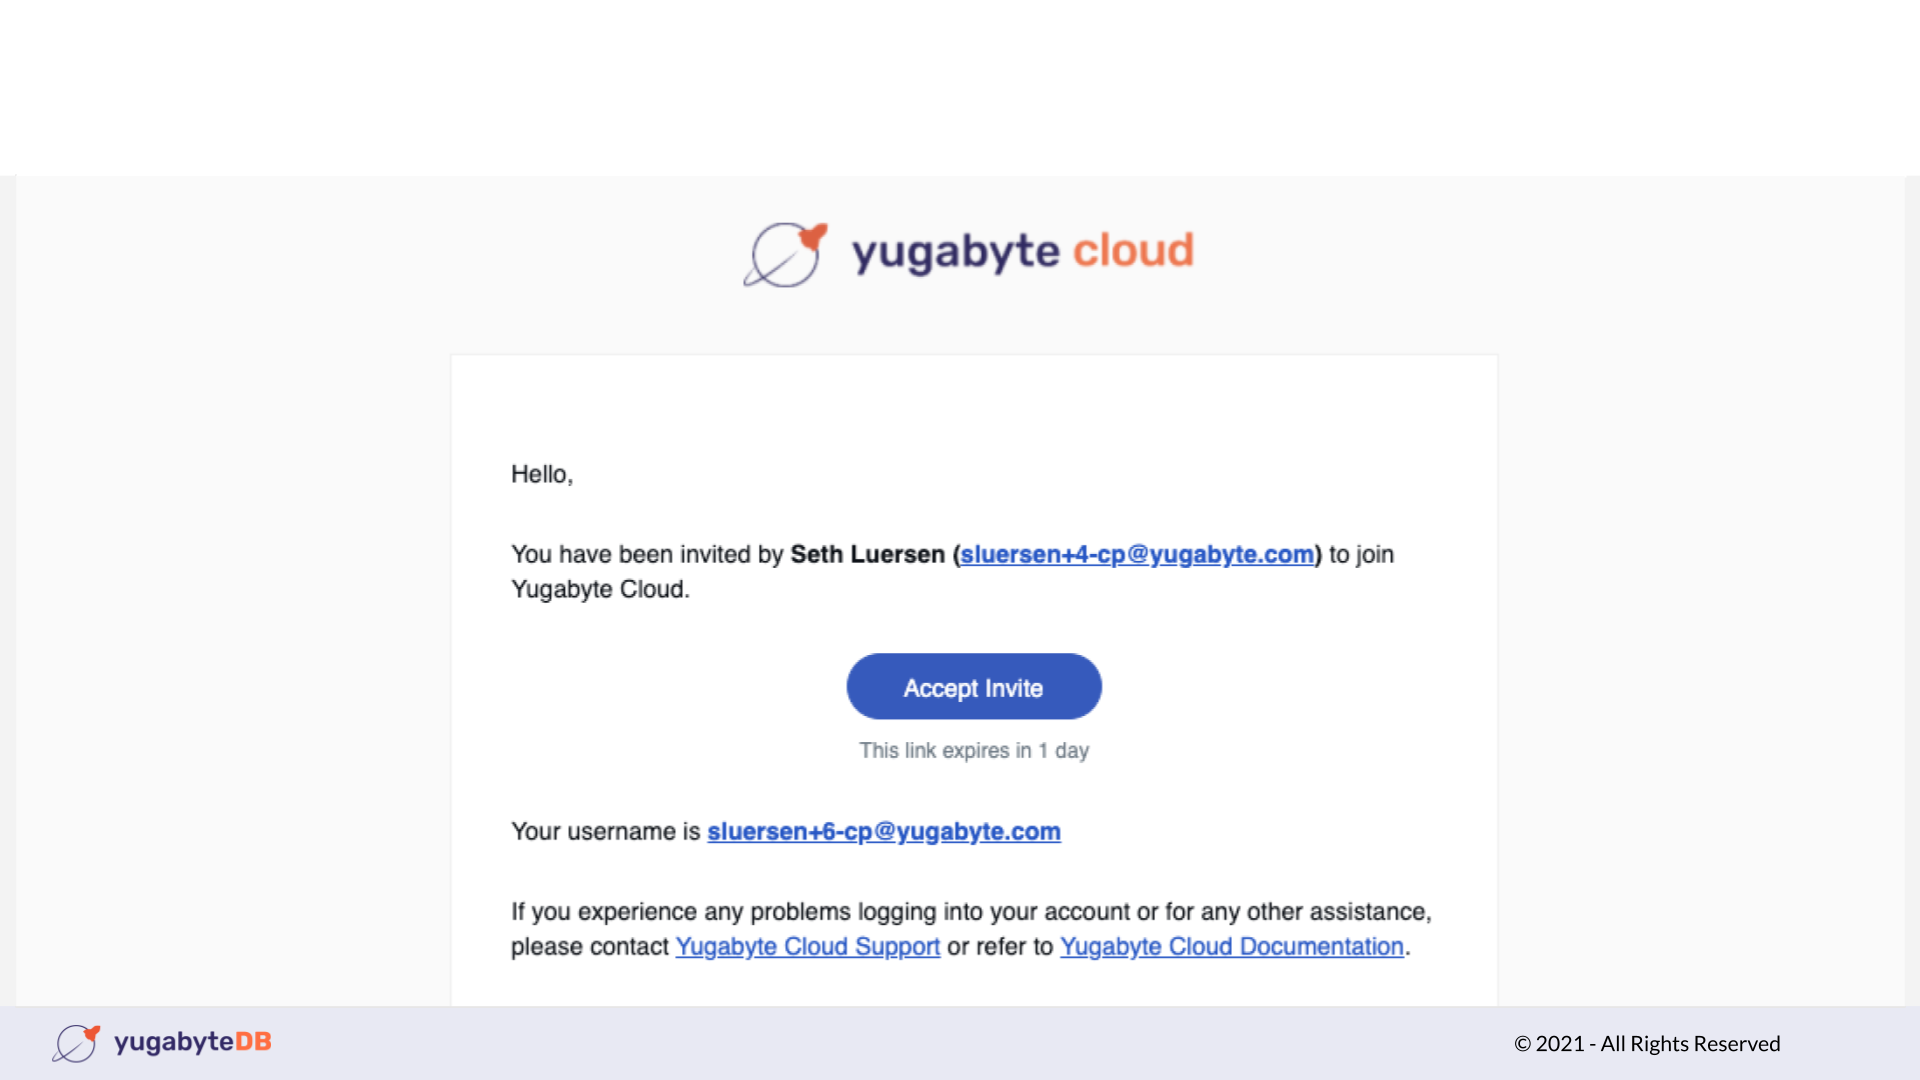 yugabyte cloud
Hello,
You have been invited by Seth Luersen (sluersen+4-cp@yugabyte.com) to join
Yugabyte Cloud.
Accept Invite
This link expires in 1 day
Your username is sluersen+6-cp@yugabyte.com
If you experience any problems logging into your account or for any other assistance,
please contact Yugabyte Cloud Support or refer to Yugabyte Cloud Documentation.
yugabyteDB
© 2021 - All Rights Reserved